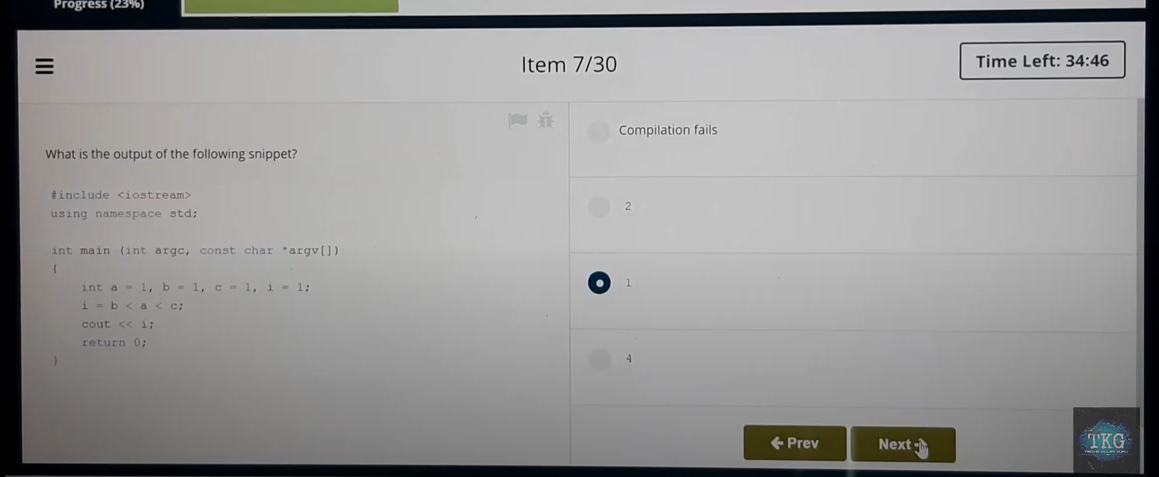 Progress (23%)
Item 7/30
Time Left: 34:46
What is the output of the following snippet?
#include <iostream>
using namespace std;
int main (int argc, const char *argv[])
{
int a = 1, b = 1, c = 1, i = 1;
i = b < a < c;
cout << i;
return 0;
}
Compilation fails
2
1
4
Prev
Next
TKG